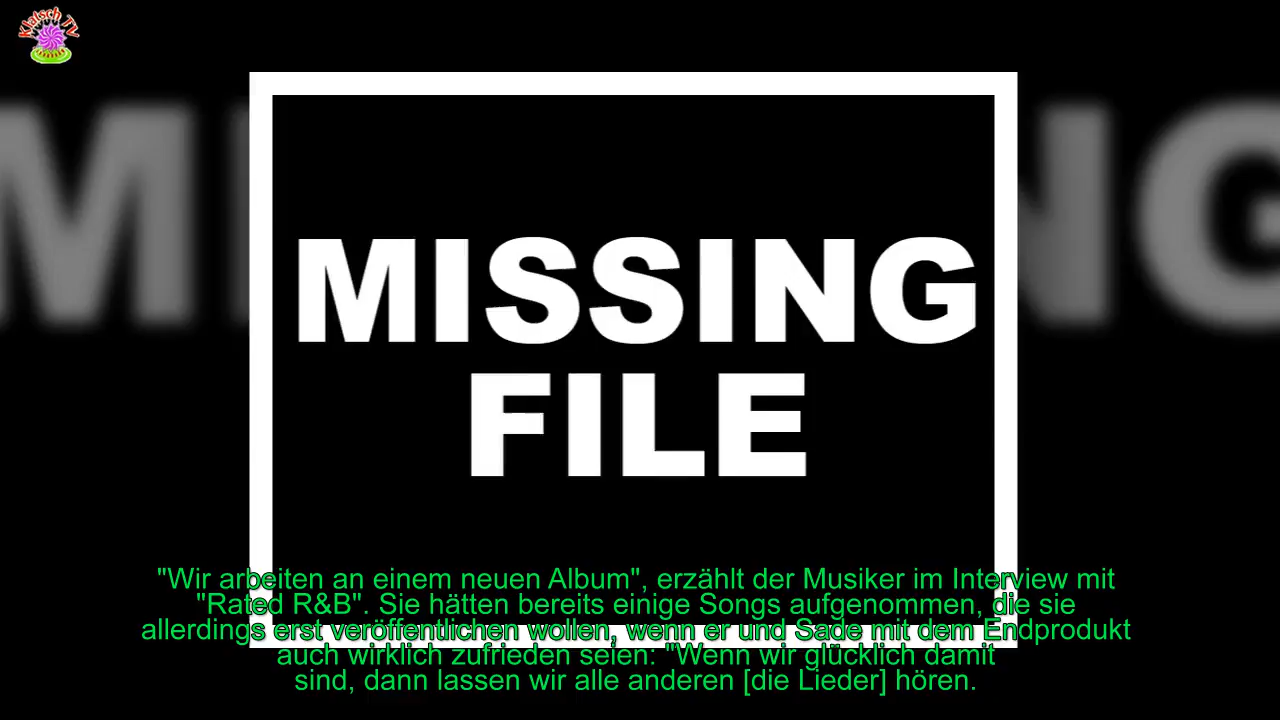 Klatsch TV
MISSING
FILE
"Wir arbeiten an einem neuen Album", erzählt der Musiker im Interview mit
"Rated R&B". Sie hätten bereits einige Songs aufgenommen, die sie
allerdings erst veröffentlichen wollen, wenn er und Sade mit dem Endprodukt
auch wirklich zufrieden seien: "Wenn wir glücklich damit
sind, dann lassen wir alle anderen [die Lieder] hören.